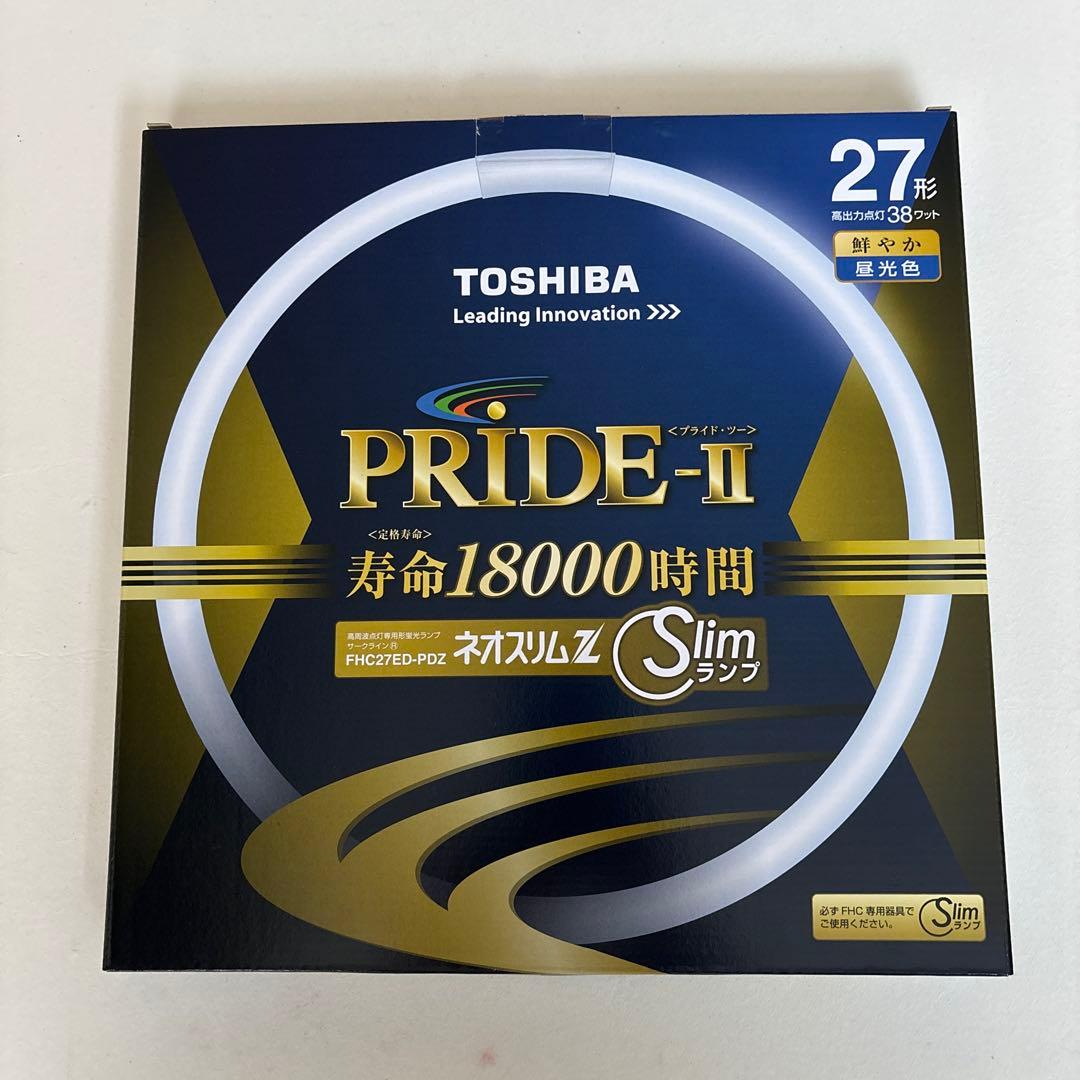 27形
高出力点灯38ワット
鮮やか
昼光色
TOSHIBA
Leading Innovation >>>
PRiDE-II
<プライド・ツー>
<定格寿命>
寿命18000時間
高周波点灯専用形蛍光ランプ
サークラインⓇ
FHC27ED-PDZ
ネオスリムZ
Slim
ランプ
必ずFHC専用器具で
ご使用ください。
Slim
ランプ